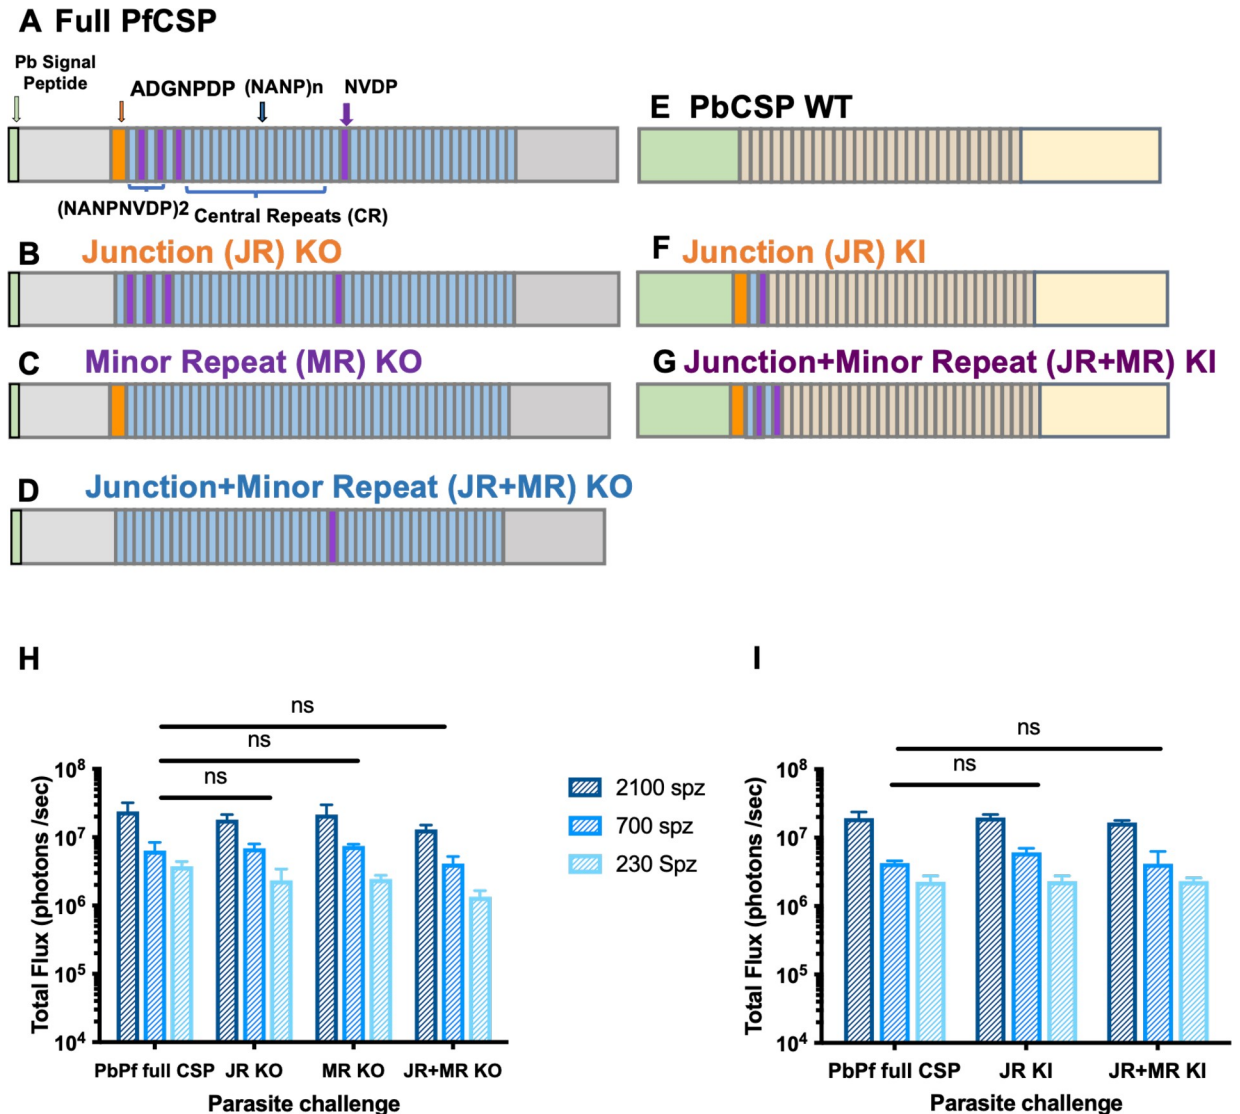 A Full PfCSP
Pb Signal
Peptide
ADGNPDP (NANP)n NVDP
(NANPNVDP)2 Central Repeats (CR)
E PbCSP WT
B Junction (JR) KO
F Junction (JR) KI
C Minor Repeat (MR) KO
G Junction+Minor Repeat (JR+MR) KI
D Junction+Minor Repeat (JR+MR) KO
H
ns
ns
ns
10⁸
10⁷
10⁶
10⁵
10⁴
Total Flux (photons /sec)
PbPf full CSP JR KO MR KO JR+MR KO
Parasite challenge
2100 spz
700 spz
230 Spz
I
ns
ns
10⁸
10⁷
10⁶
10⁵
10⁴
Total Flux (photons /sec)
PbPf full CSP JR KI JR+MR KI
Parasite challenge